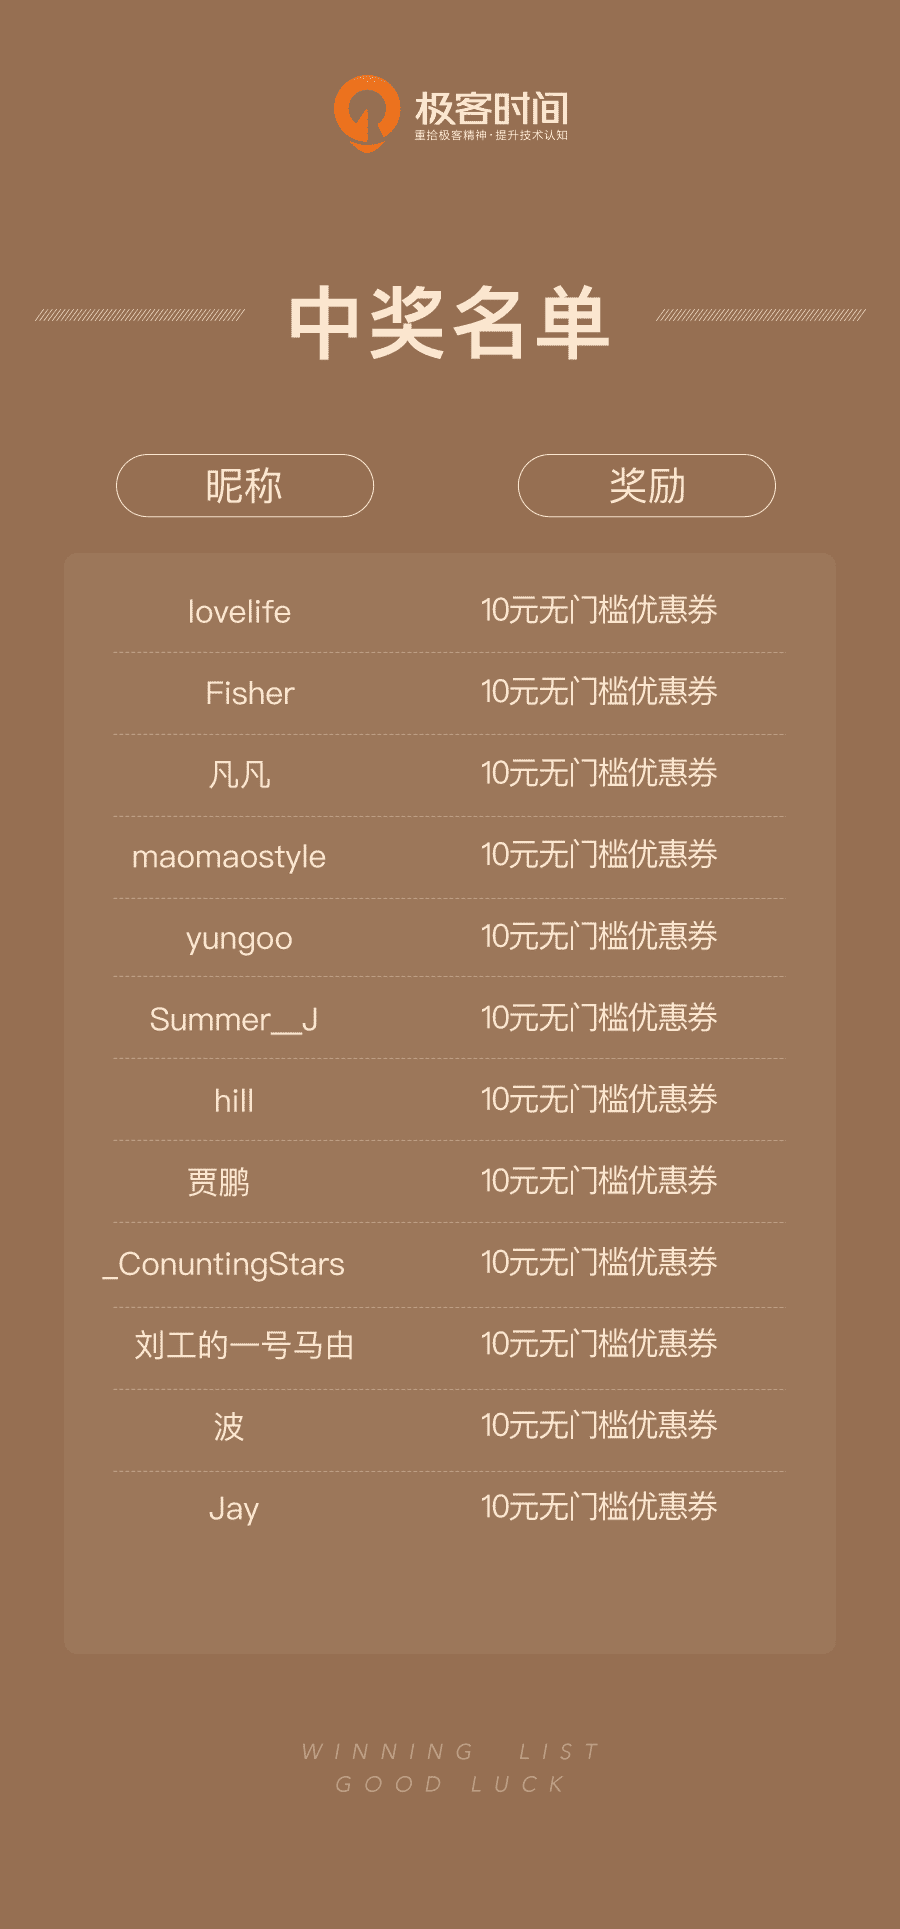 极客时间
重拾极客精神·提升技术认知
中奖名单
昵称 奖励
lovelife 10元无门槛优惠券
Fisher 10元无门槛优惠券
凡凡 10元无门槛优惠券
maomaostyle 10元无门槛优惠券
yungoo 10元无门槛优惠券
Summer__J 10元无门槛优惠券
hill 10元无门槛优惠券
贾鹏 10元无门槛优惠券
_ConuntingStars 10元无门槛优惠券
刘工的一号马由 10元无门槛优惠券
波 10元无门槛优惠券
Jay 10元无门槛优惠券
WINNING LIST
GOOD LUCK